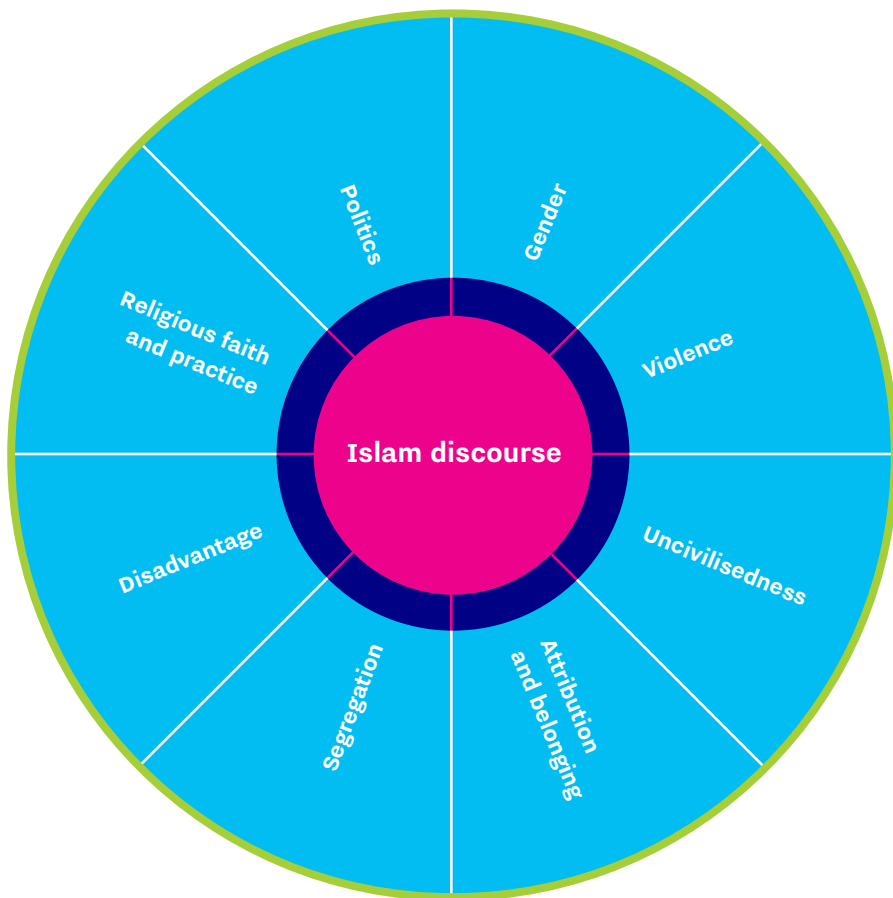 Politics
Gender
Violence
Uncivilisedness
Attribution
and belonging
Segregation
Disadvantage
Religious faith
and practice
Islam discourse